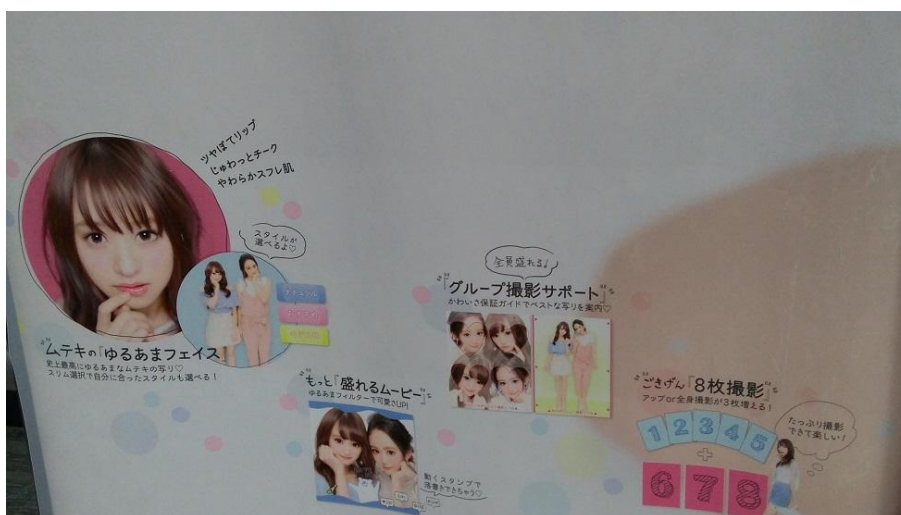 ツヤぽてリップ
じゅわっとチーク
やわらかスフレ肌
スタイルが
選べるよ♡
ムテキの『ゆるあまフェイス』
史上最高にゆるあまなムテキの写り♡
スリム選択で自分に合ったスタイルも選べる！
もっと『盛れるムービー』
ゆるあまフィルターで可愛さUP!
動くスタンプで
落書きできちゃう♡
全員盛れる♩
『グループ撮影サポート』
かわいさ保証ガイドでベストな写りを案内♡
ごきげん『8枚撮影』
アップor全身撮影が3枚増える！
1 2 3 4 5
+
6 7 8
たっぷり撮影
できて楽しい！